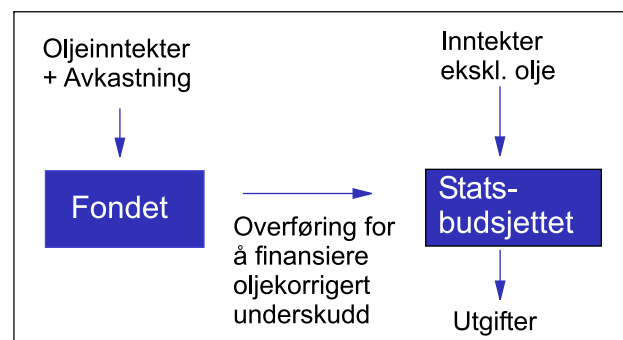 Oljeinntekter
+ Avkastning
Inntekter
ekskl. olje
Fondet
Overføring for
å finansiere
oljekorrigert
underskudd
Stats-
budsjettet
Utgifter